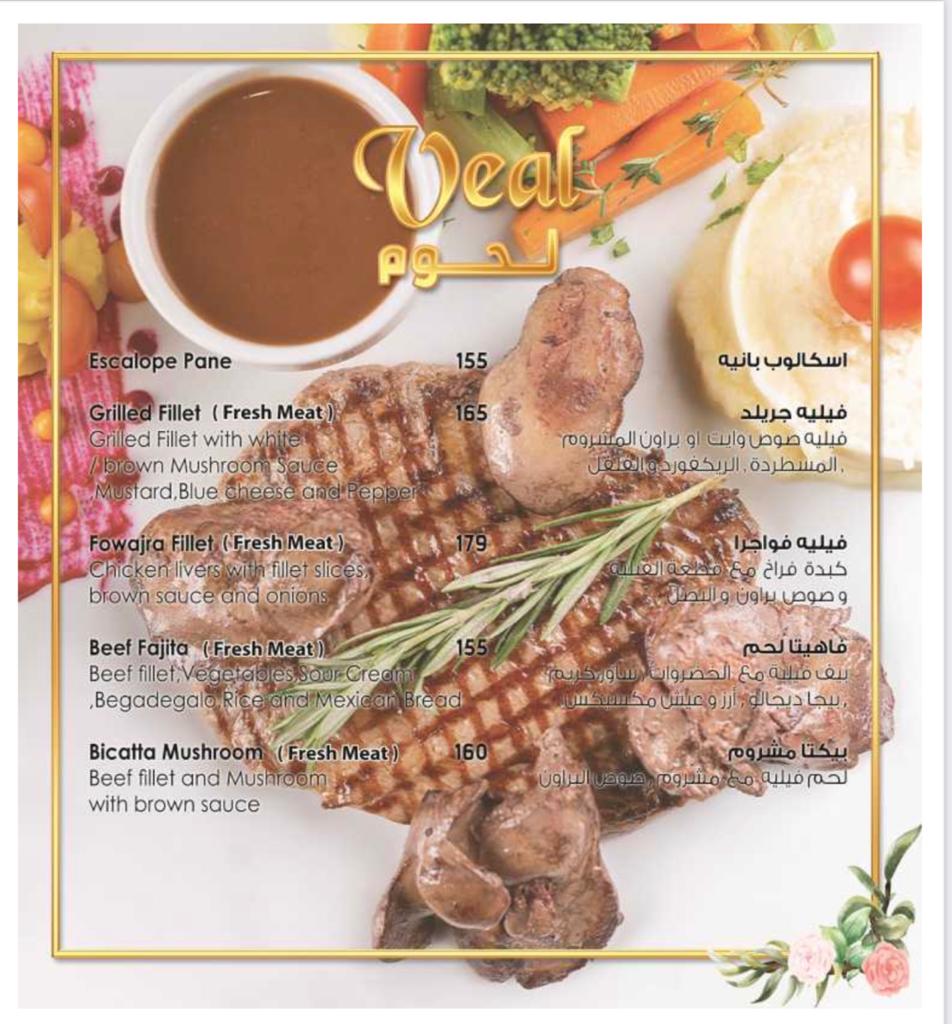 Veal
لحوم
Escalope Pane 155 اسكالوب بانيه
Grilled Fillet ( Fresh Meat ) 165 فيليه جريلد
Grilled Fillet with white فيليه صوص وايت او براون المشروم
/ brown Mushroom Sauce , المسطردة , الريكفورد و الفلفل
,Mustard,Blue cheese and Pepper
Fowajra Fillet ( Fresh Meat ) 179 فيليه فواجرا
Chicken livers with fillet slices, كبدة فراخ مع قطعة الفيليه
brown sauce and onions و صوص براون و البصل
Beef Fajita ( Fresh Meat ) 155 فاهيتا لحم
Beef fillet,Vegetables,Sour Cream بيف فيلية مع الخضروات , ساور كريم
,Begadegalo,Rice and Mexican Bread , بيجا ديجالو , أرز و عيش مكسيكس
Bicatta Mushroom ( Fresh Meat ) 160 بيكتا مشروم
Beef fillet and Mushroom لحم فيليه مع مشروم , صوص البراون
with brown sauce